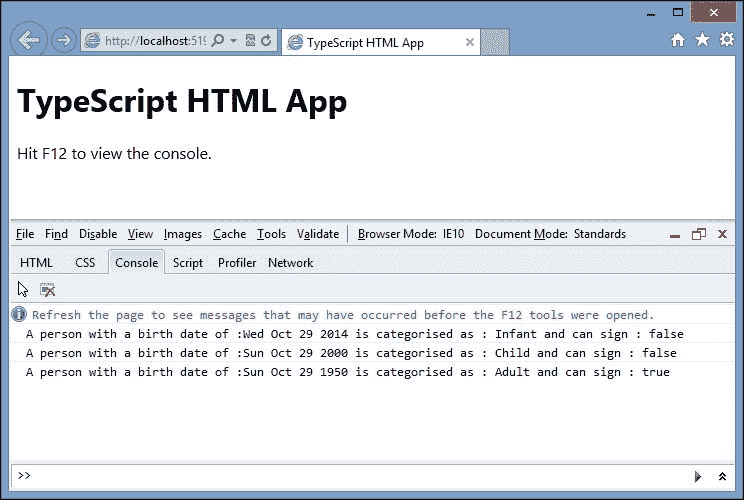 http://localhost:519
TypeScript HTML App
TypeScript HTML App
Hit F12 to view the console.
File Find Disable View Images Cache Tools Validate Browser Mode: IE10 Document Mode: Standards
HTML CSS Console Script Profiler Network
Refresh the page to see messages that may have occurred before the F12 tools were opened.
A person with a birth date of :Wed Oct 29 2014 is categorised as : Infant and can sign : false
A person with a birth date of :Sun Oct 29 2000 is categorised as : Child and can sign : false
A person with a birth date of :Sun Oct 29 1950 is categorised as : Adult and can sign : true
>>